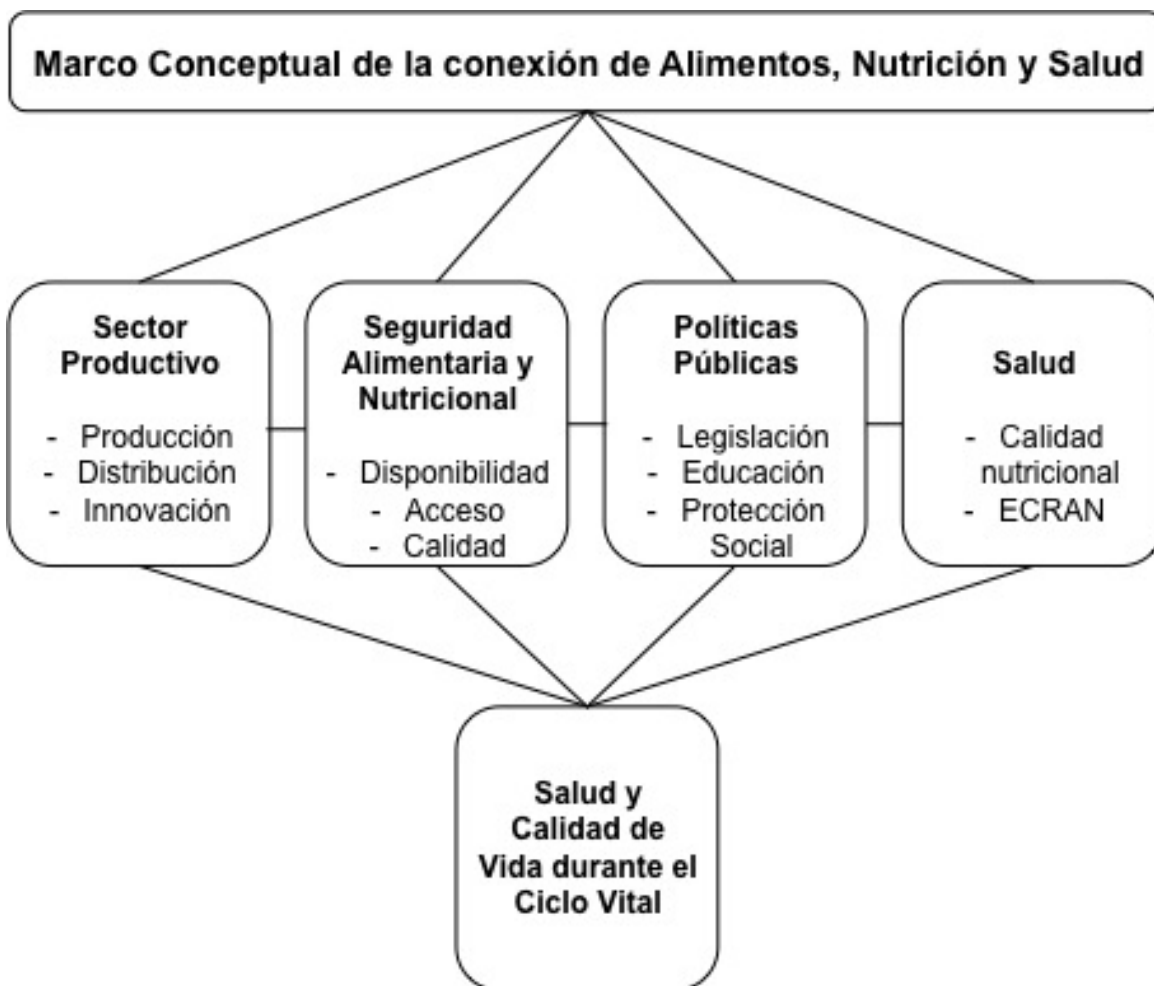 Marco Conceptual de la conexión de Alimentos, Nutrición y Salud
Sector
Productivo
- Producción
- Distribución
- Innovación
Seguridad
Alimentaria y
Nutricional
- Disponibilidad
- Acceso
- Calidad
Políticas
Públicas
- Legislación
- Educación
- Protección
Social
Salud
- Calidad
nutricional
- ECRAN
Salud y
Calidad de
Vida durante el
Ciclo Vital